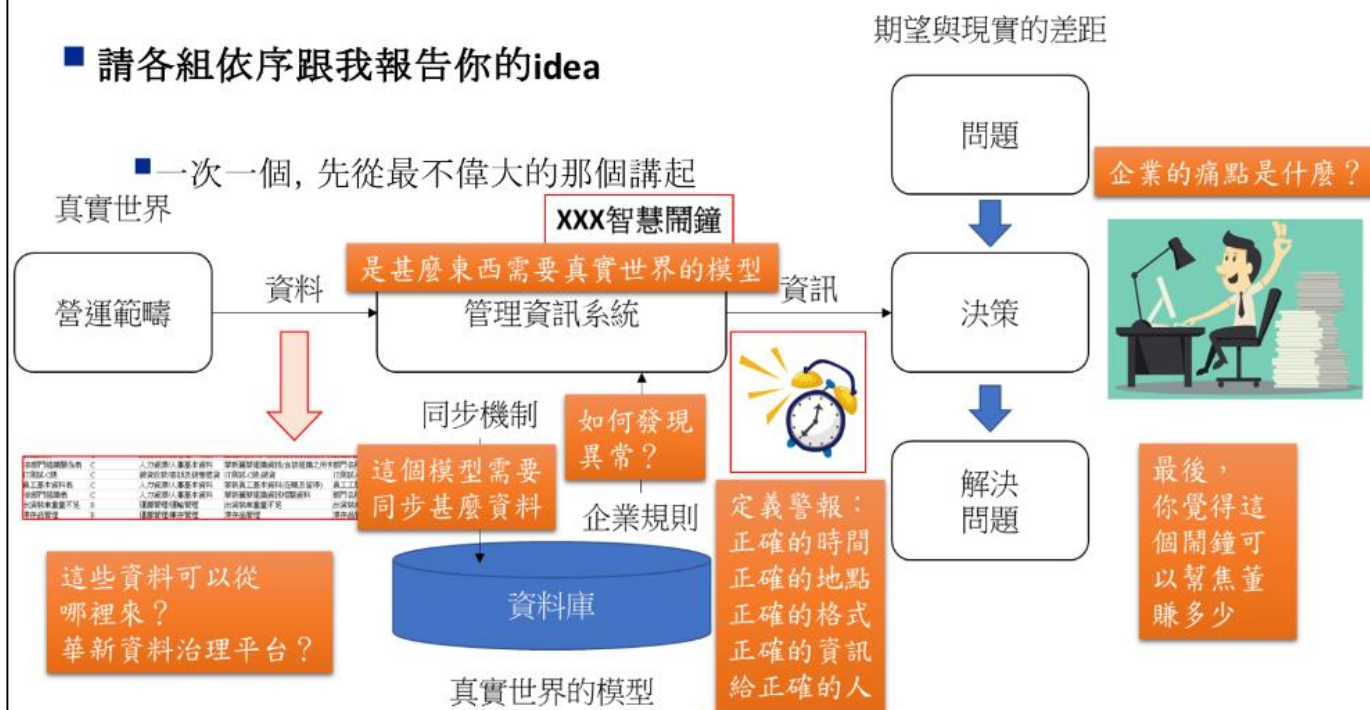 期望與現實的差距
請各組依序跟我報告你的idea
問題
一次一個, 先從最不偉大的那個講起
企業的痛點是什麼？
真實世界
XXX智慧鬧鐘
是甚麼東西需要真實世界的模型
營運範疇
資料
管理資訊系統
資訊
決策
同步機制
如何發現
異常？
這個模型需要
同步甚麼資料
企業規則
定義警報：
正確的時間
正確的地點
正確的格式
正確的資訊
給正確的人
解決
問題
最後，
你覺得這
個鬧鐘可
以幫焦董
賺多少
這些資料可以從
哪裡來？
華新資料治理平台？
資料庫
真實世界的模型